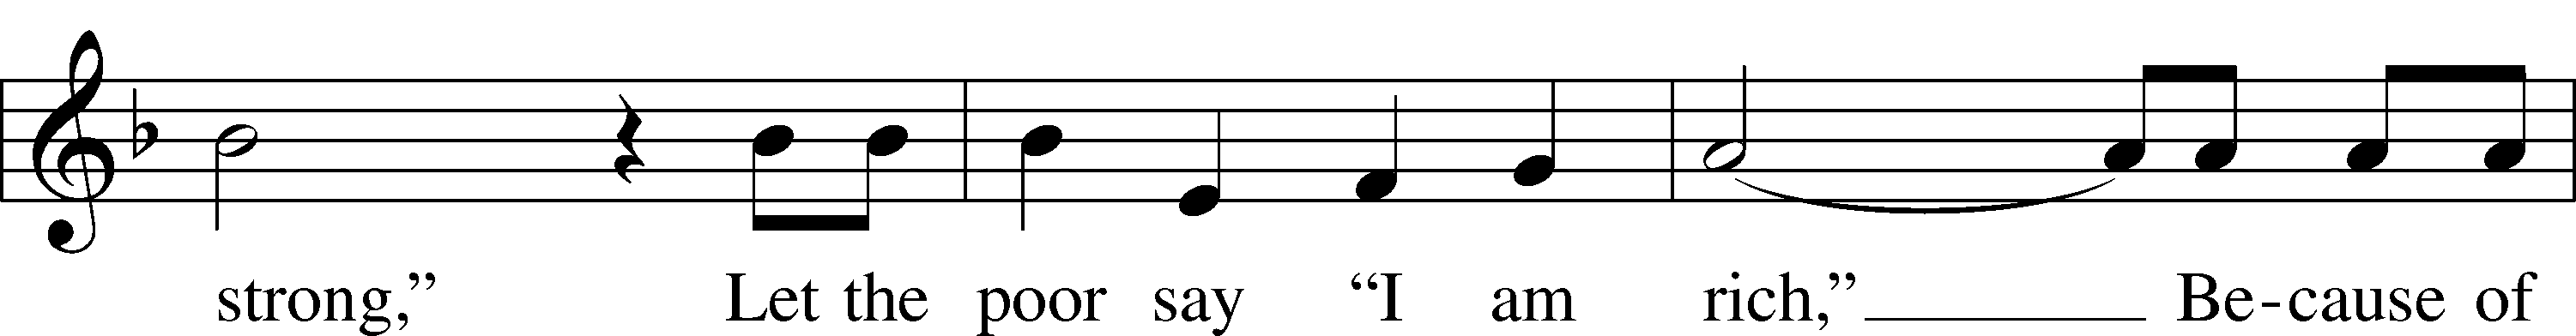 strong,” Let the poor say “I am rich,” Be-cause of